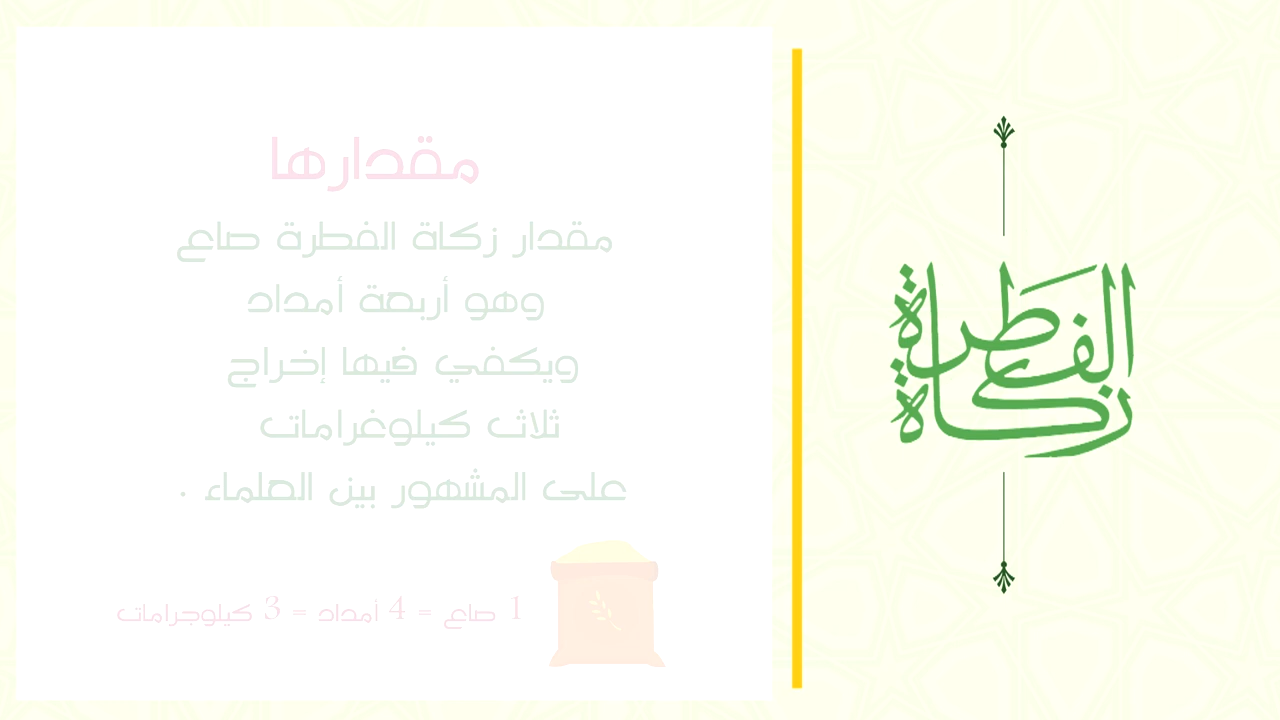 زكاة الفطرة
مقدارها
مقدار زكاة الفطرة صاع
وهو أربعة أمداد
ويكفي فيها إخراج
ثلاث كيلوغرامات
على المشهور بين العلماء .
1 صاع = 4 أمداد = 3 كيلوجرامات